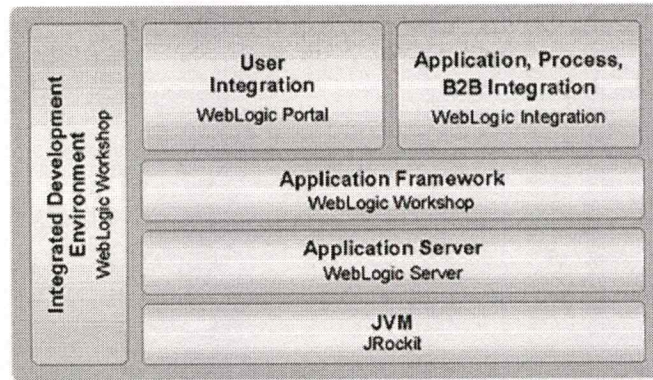 Integrated Development
Environment
WebLogic Workshop
User
Integration
WebLogic Portal
Application, Process,
B2B Integration
WebLogic Integration
Application Framework
WebLogic Workshop
Application Server
WebLogic Server
JVM
JRockit